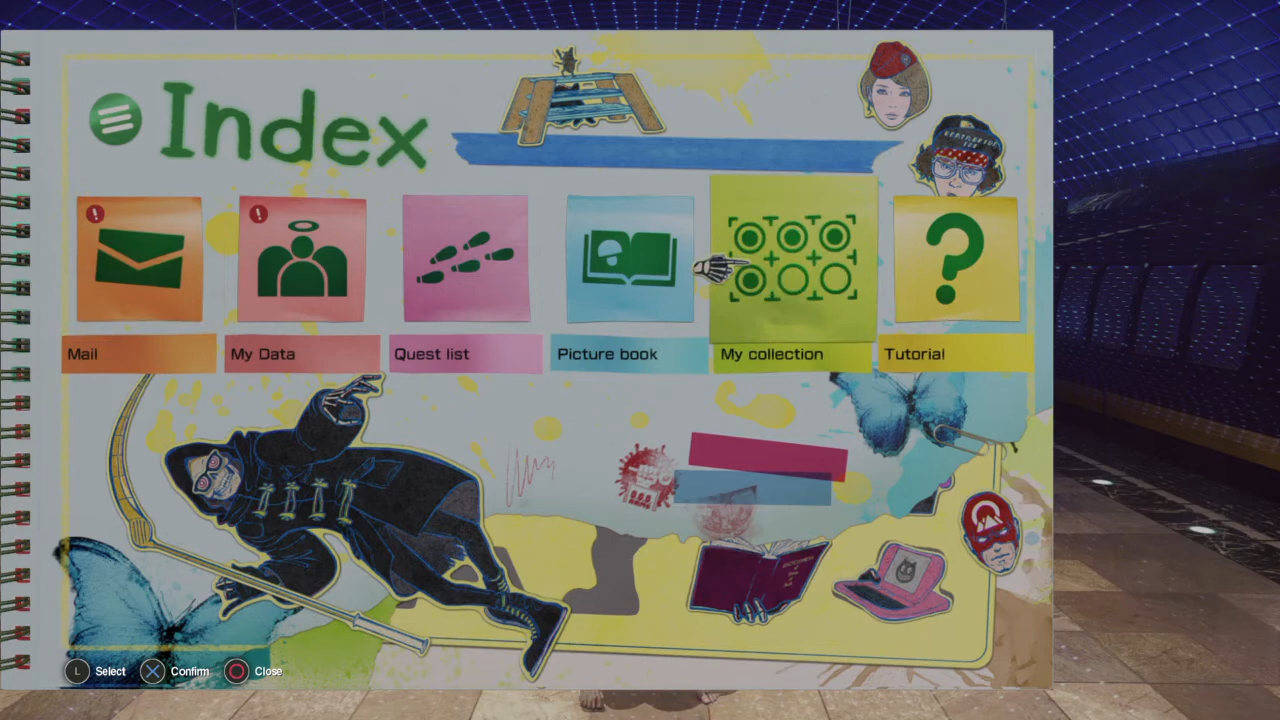 Index
!
!
?
Mail
My Data
Quest list
Picture book
My collection
Tutorial
L Select
Confirm
Close